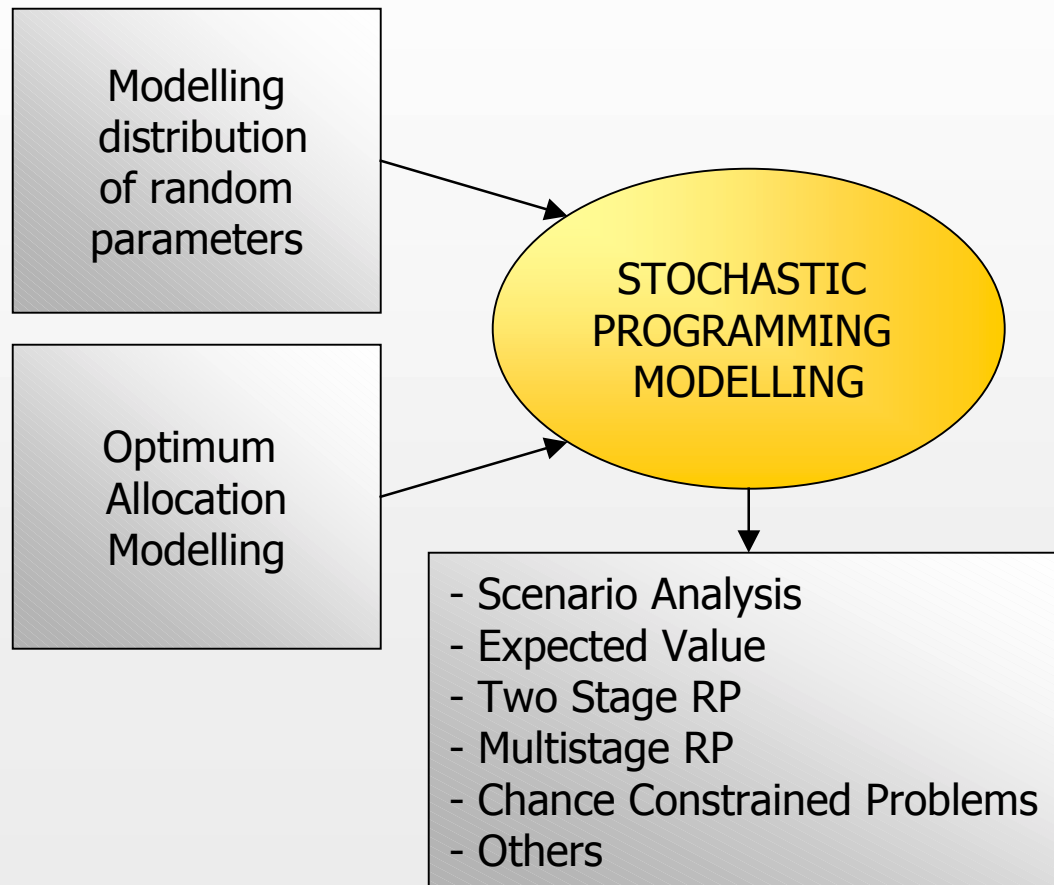 Modelling
distribution
of random
parameters
STOCHASTIC
PROGRAMMING
MODELLING
Optimum
Allocation
Modelling
- Scenario Analysis
- Expected Value
- Two Stage RP
- Multistage RP
- Chance Constrained Problems
- Others